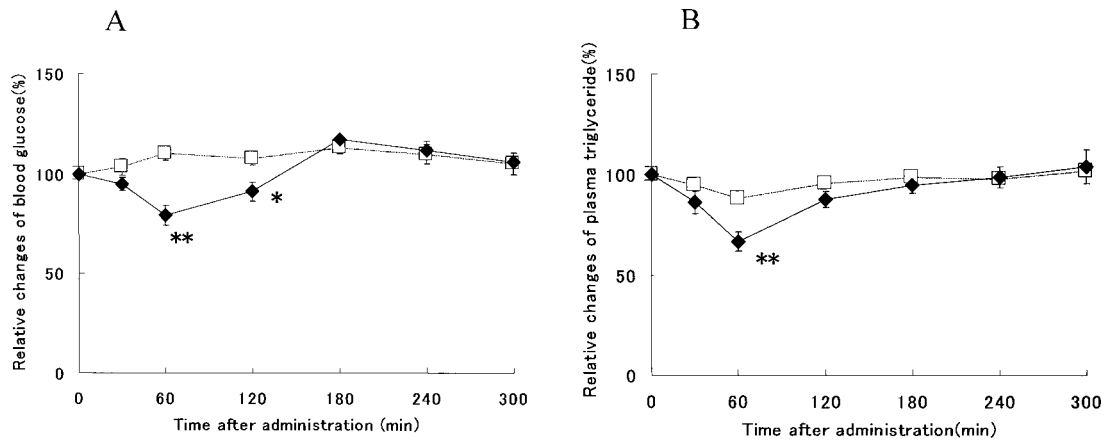 A
Relative changes of blood glucose(%)
150
100
50
0
*
**
0 60 120 180 240 300
Time after administration (min)
B
Relative changes of plasma triglyceride(%)
150
100
50
0
**
0 60 120 180 240 300
Time after administration(min)